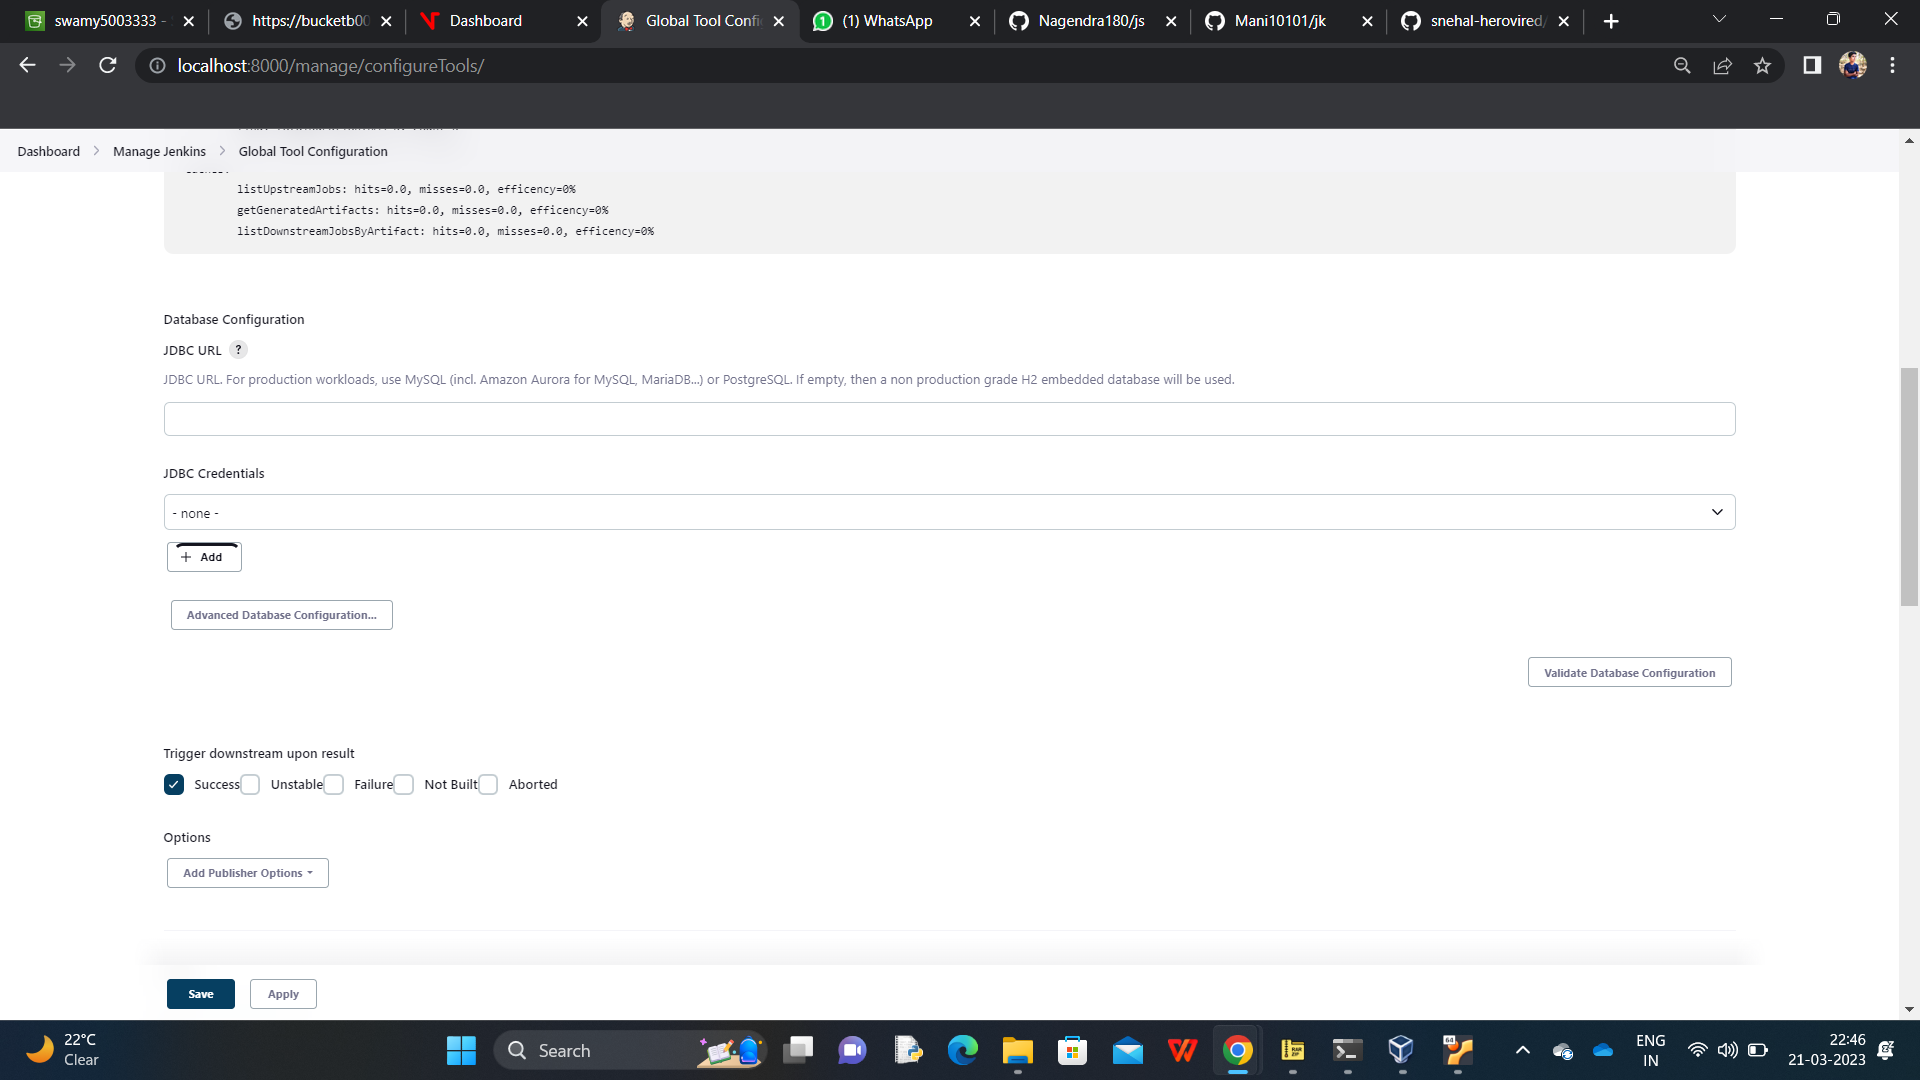 swamy5003333 -
https://bucketb00
Dashboard
Global Tool Confi
(1) WhatsApp
Nagendra180/js
Mani10101/jk
snehal-herovired/
localhost:8000/manage/configureTools/
Dashboard
Manage Jenkins
Global Tool Configuration
listUpstreamJobs: hits=0.0, misses=0.0, efficency=0%
getGeneratedArtifacts: hits=0.0, misses=0.0, efficency=0%
listDownstreamJobsByArtifact: hits=0.0, misses=0.0, efficency=0%
Database Configuration
JDBC URL ?
JDBC URL. For production workloads, use MySQL (incl. Amazon Aurora for MySQL, MariaDB...) or PostgreSQL. If empty, then a non production grade H2 embedded database will be used.
JDBC Credentials
- none -
+ Add
Advanced Database Configuration...
Validate Database Configuration
Trigger downstream upon result
Success Unstable Failure Not Built Aborted
Options
Add Publisher Options
Save Apply
22°C
Clear
Search
ENG
IN
22:46
21-03-2023